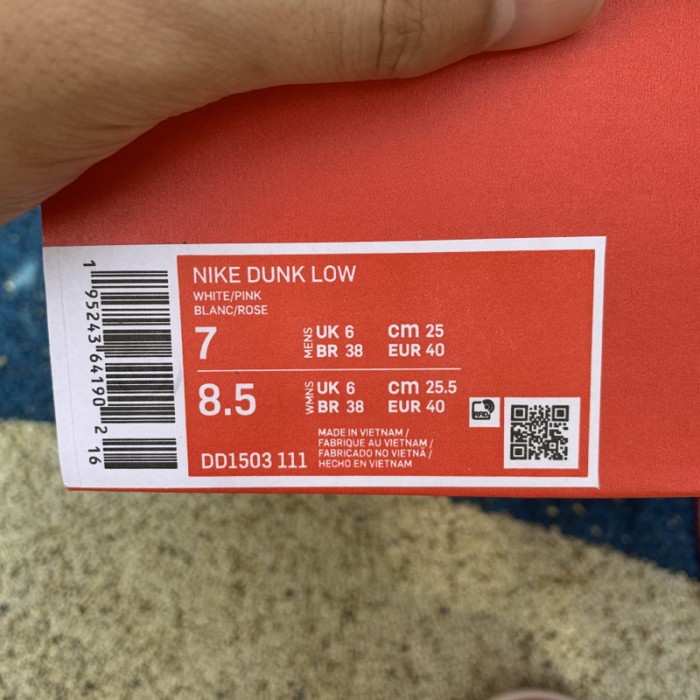 NIKE DUNK LOW
WHITE/PINK
BLANC/ROSE
7 MENS UK 6 cm 25
BR 38 EUR 40
8.5 WMNS UK 6 cm 25.5
BR 38 EUR 40
MADE IN VIETNAM /
FABRIQUE AU VIETNAM /
FABRICADO NO VIETNÃ /
HECHO EN VIETNAM
DD1503 111
1 95243 64190 2 16